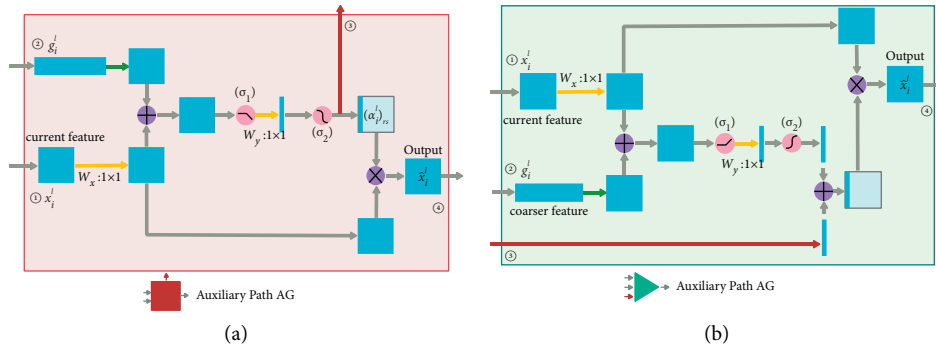 ③
② g_i^l
(σ₁)
(α_i^l)_rs
W_y :1×1
(σ₂)
current feature
Output
W_x :1×1
x̂_i^l
① x_i^l
④
Auxiliary Path AG
(a)
① x_i^l
W_x :1×1
Output
x̂_i^l
current feature
④
(σ₁)
(σ₂)
② g_i^l
W_y :1×1
coarser feature
③
Auxiliary Path AG
(b)